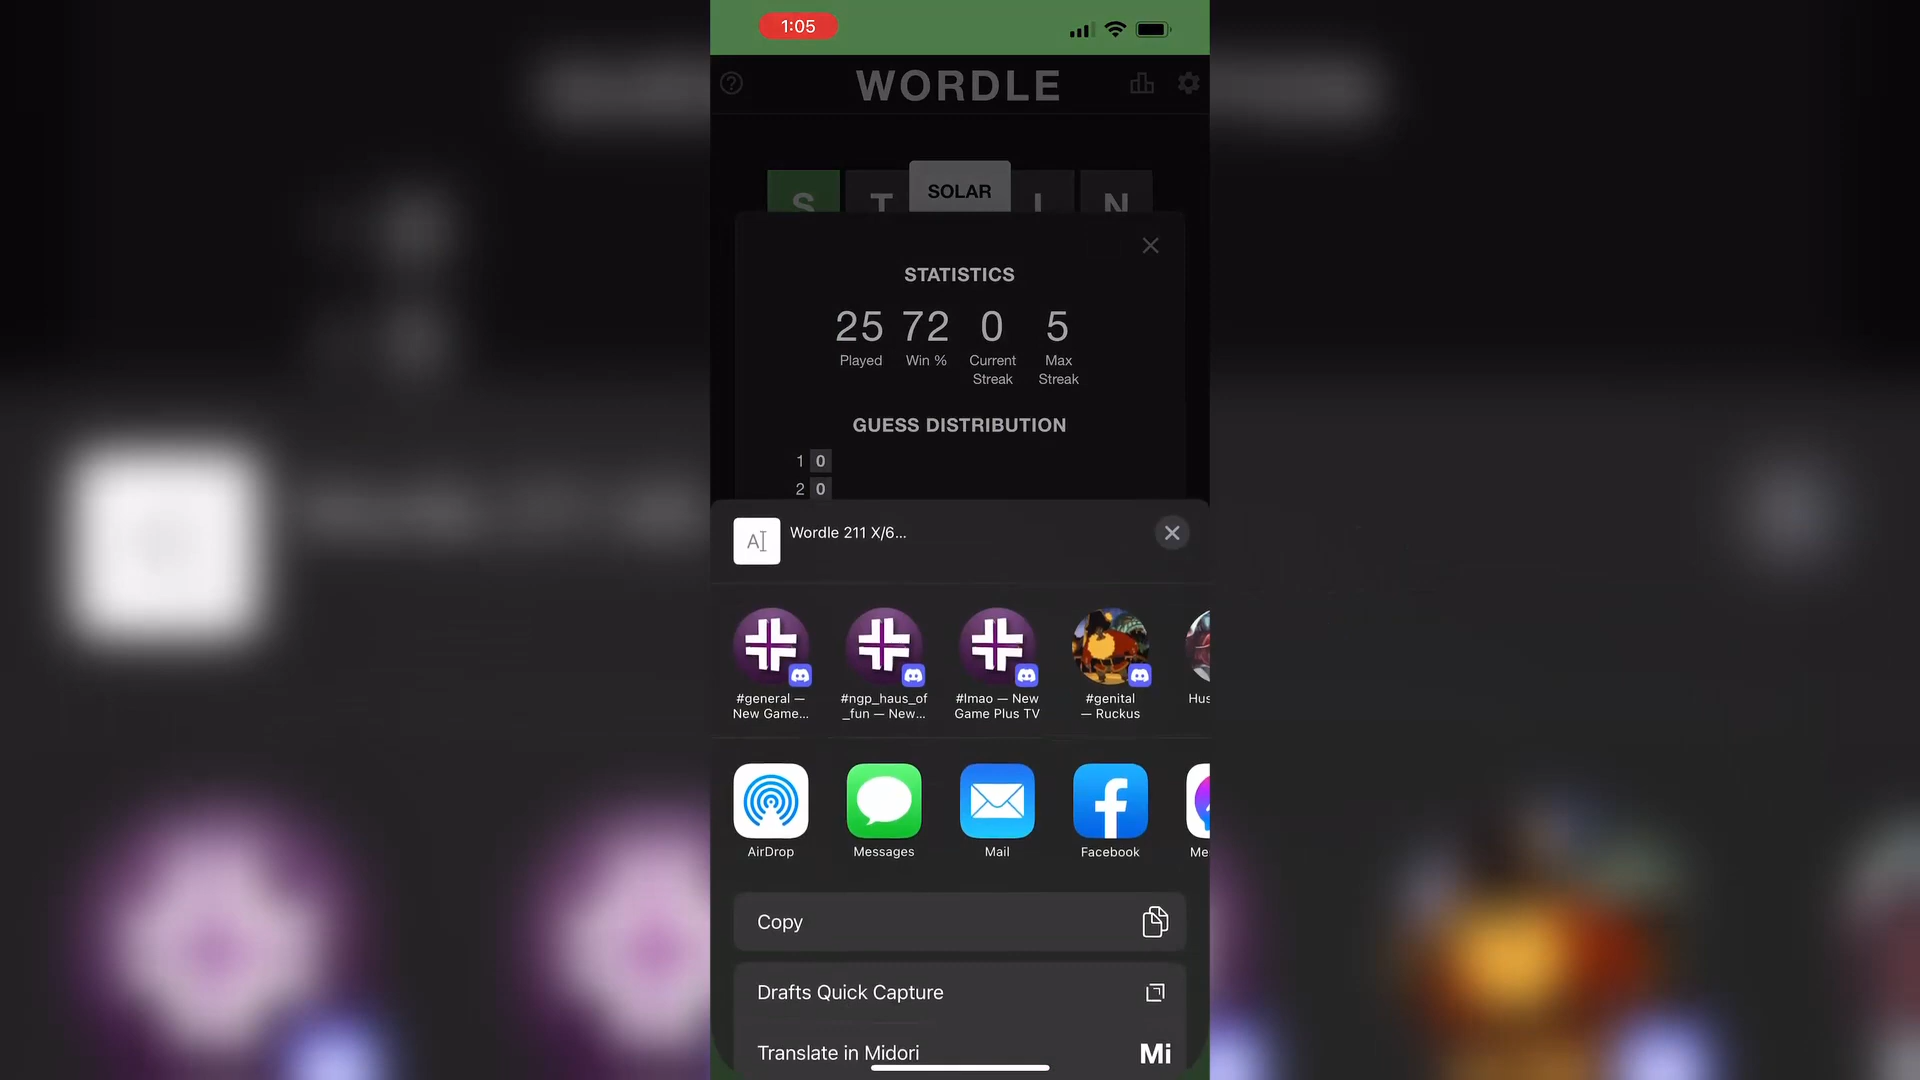 1:05
WORDLE
S T I N
SOLAR
STATISTICS
25 72 0 5
Played Win % Current Streak Max Streak
GUESS DISTRIBUTION
1 0
2 0
Wordle 211 X/6...
#general —
New Game...
#ngp_haus_of
_fun — New...
#lmao — New
Game Plus TV
#genital
— Ruckus
Hus
AirDrop
Messages
Mail
Facebook
Me
Copy
Drafts Quick Capture
Translate in Midori
Mi